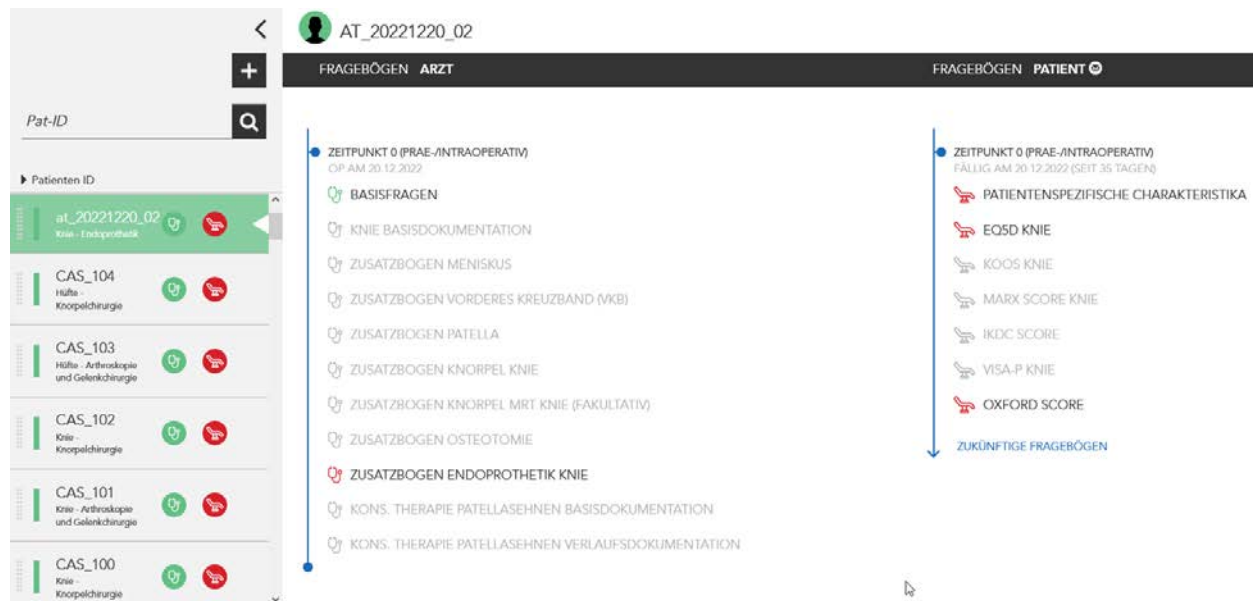 AT_20221220_02
FRAGEBÖGEN ARZT
FRAGEBÖGEN PATIENT
Pat-ID
Patienten ID
at_20221220_02
Knie - Endoprothetik
CAS_104
Hüfte -
Knorpelchirurgie
CAS_103
Hüfte - Arthroskopie
und Gelenkchirurgie
CAS_102
Knie -
Knorpelchirurgie
CAS_101
Knie - Arthroskopie
und Gelenkchirurgie
CAS_100
Knie -
Knorpelchirurgie
ZEITPUNKT 0 (PRAE-/INTRAOPERATIV)
OP AM 20.12.2022
BASISFRAGEN
KNIE BASISDOKUMENTATION
ZUSATZBOGEN MENISKUS
ZUSATZBOGEN VORDERES KREUZBAND (VKB)
ZUSATZBOGEN PATELLA
ZUSATZBOGEN KNORPEL KNIE
ZUSATZBOGEN KNORPEL MRT KNIE (FAKULTATIV)
ZUSATZBOGEN OSTEOTOMIE
ZUSATZBOGEN ENDOPROTHETIK KNIE
KONS. THERAPIE PATELLASEHNEN BASISDOKUMENTATION
KONS. THERAPIE PATELLASEHNEN VERLAUFSDOKUMENTATION
ZEITPUNKT 0 (PRAE-/INTRAOPERATIV)
FÄLLIG AM 20.12.2022 (SEIT 35 TAGEN)
PATIENTENSPEZIFISCHE CHARAKTERISTIKA
EQ5D KNIE
KOOS KNIE
MARX SCORE KNIE
IKDC SCORE
VISA-P KNIE
OXFORD SCORE
ZUKÜNFTIGE FRAGEBÖGEN